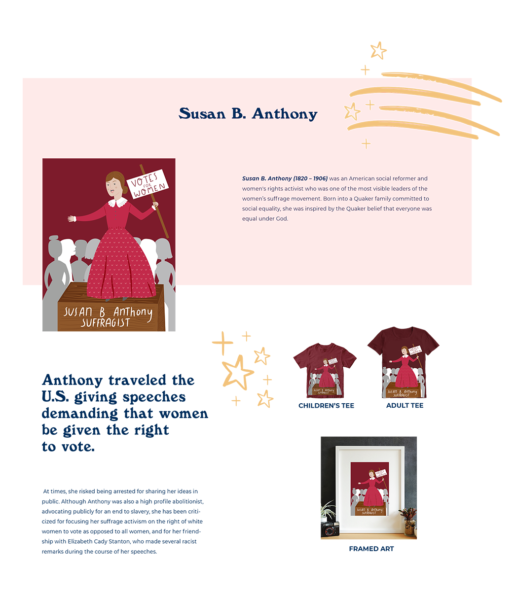 Susan B. Anthony
VOTES
FOR
WOMEN
SUSAN B ANTHONY
SUFFRAGIST
Susan B. Anthony (1820 – 1906) was an American social reformer and
women's rights activist who was one of the most visible leaders of the
women's suffrage movement. Born into a Quaker family committed to
social equality, she was inspired by the Quaker belief that everyone was
equal under God.
Anthony traveled the
U.S. giving speeches
demanding that women
be given the right
to vote.
CHILDREN'S TEE
ADULT TEE
At times, she risked being arrested for sharing her ideas in
public. Although Anthony was also a high profile abolitionist,
advocating publicly for an end to slavery, she has been criti-
cized for focusing her suffrage activism on the right of white
women to vote as opposed to all women, and for her friend-
ship with Elizabeth Cady Stanton, who made several racist
remarks during the course of her speeches.
FRAMED ART